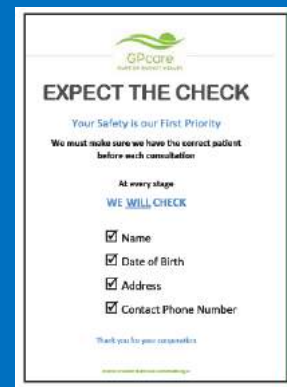 GPcare
EXPECT THE CHECK
Your Safety is our First Priority
We must make sure we have the correct patient
before each consultation
At every stage
WE WILL CHECK
☑ Name
☑ Date of Birth
☑ Address
☑ Contact Phone Number
Thank you for your cooperation